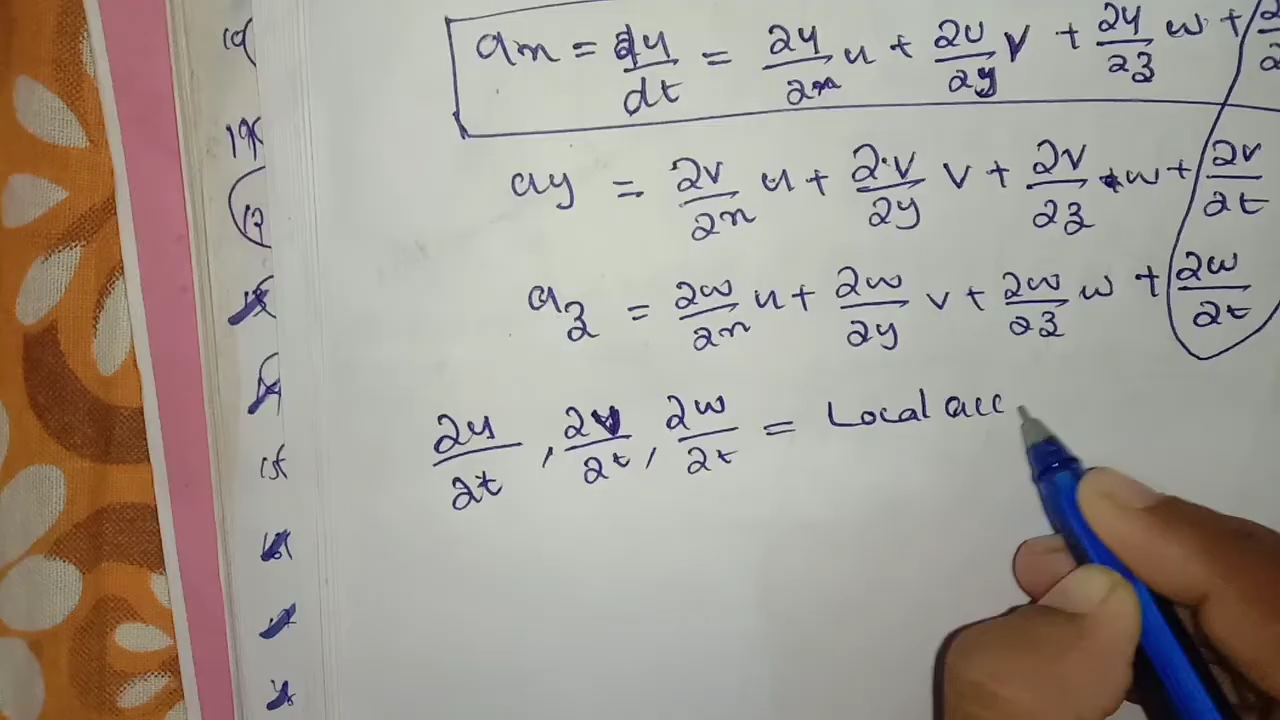 ax = du/dt = ∂u/∂x u + ∂u/∂y v + ∂u/∂z w + ∂
ay = ∂v/∂x u + ∂v/∂y v + ∂v/∂z w + ∂v/∂t
az = ∂w/∂x u + ∂w/∂y v + ∂w/∂z w + ∂w/∂t
∂u/∂t, ∂v/∂t, ∂w/∂t = Local acc